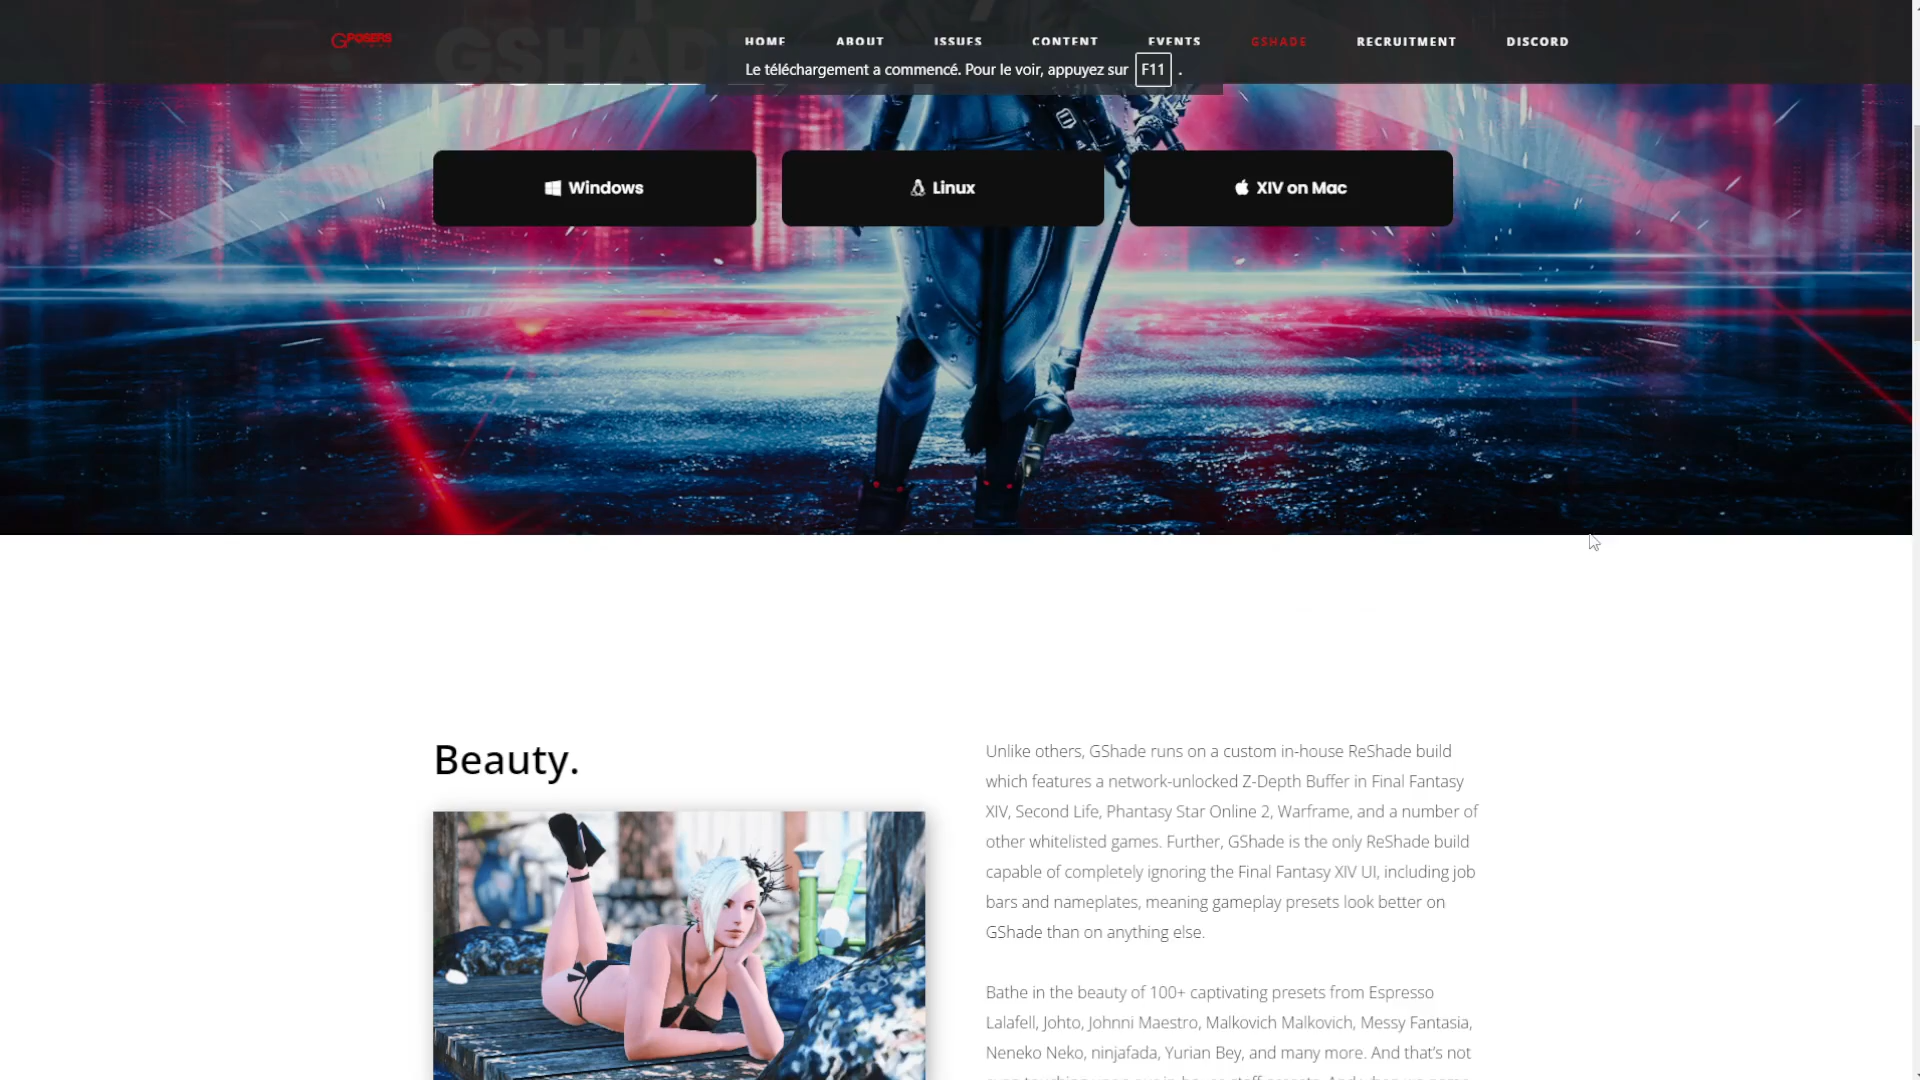 GPOSERS
HOME ABOUT ISSUES CONTENT EVENTS GSHADE RECRUITMENT DISCORD
GSHADE
Le téléchargement a commencé. Pour le voir, appuyez sur F11 .
Windows
Linux
XIV on Mac
Beauty.
Unlike others, GShade runs on a custom in-house ReShade build
which features a network-unlocked Z-Depth Buffer in Final Fantasy
XIV, Second Life, Phantasy Star Online 2, Warframe, and a number of
other whitelisted games. Further, GShade is the only ReShade build
capable of completely ignoring the Final Fantasy XIV UI, including job
bars and nameplates, meaning gameplay presets look better on
GShade than on anything else.
Bathe in the beauty of 100+ captivating presets from Espresso
Lalafell, Johto, Johnni Maestro, Malkovich Malkovich, Messy Fantasia,
Neneko Neko, ninjafada, Yurian Bey, and many more. And that's not